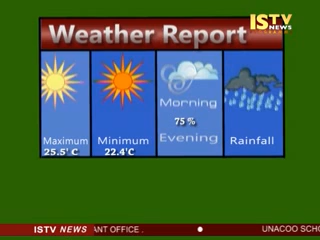 Weather Report
ISTV
NEWS
Maximum
25.5' C
Minimum
22.4'C
Morning
75 %
Evening
Rainfall
ISTV NEWS
ANT OFFICE .
UNACOO SCHO